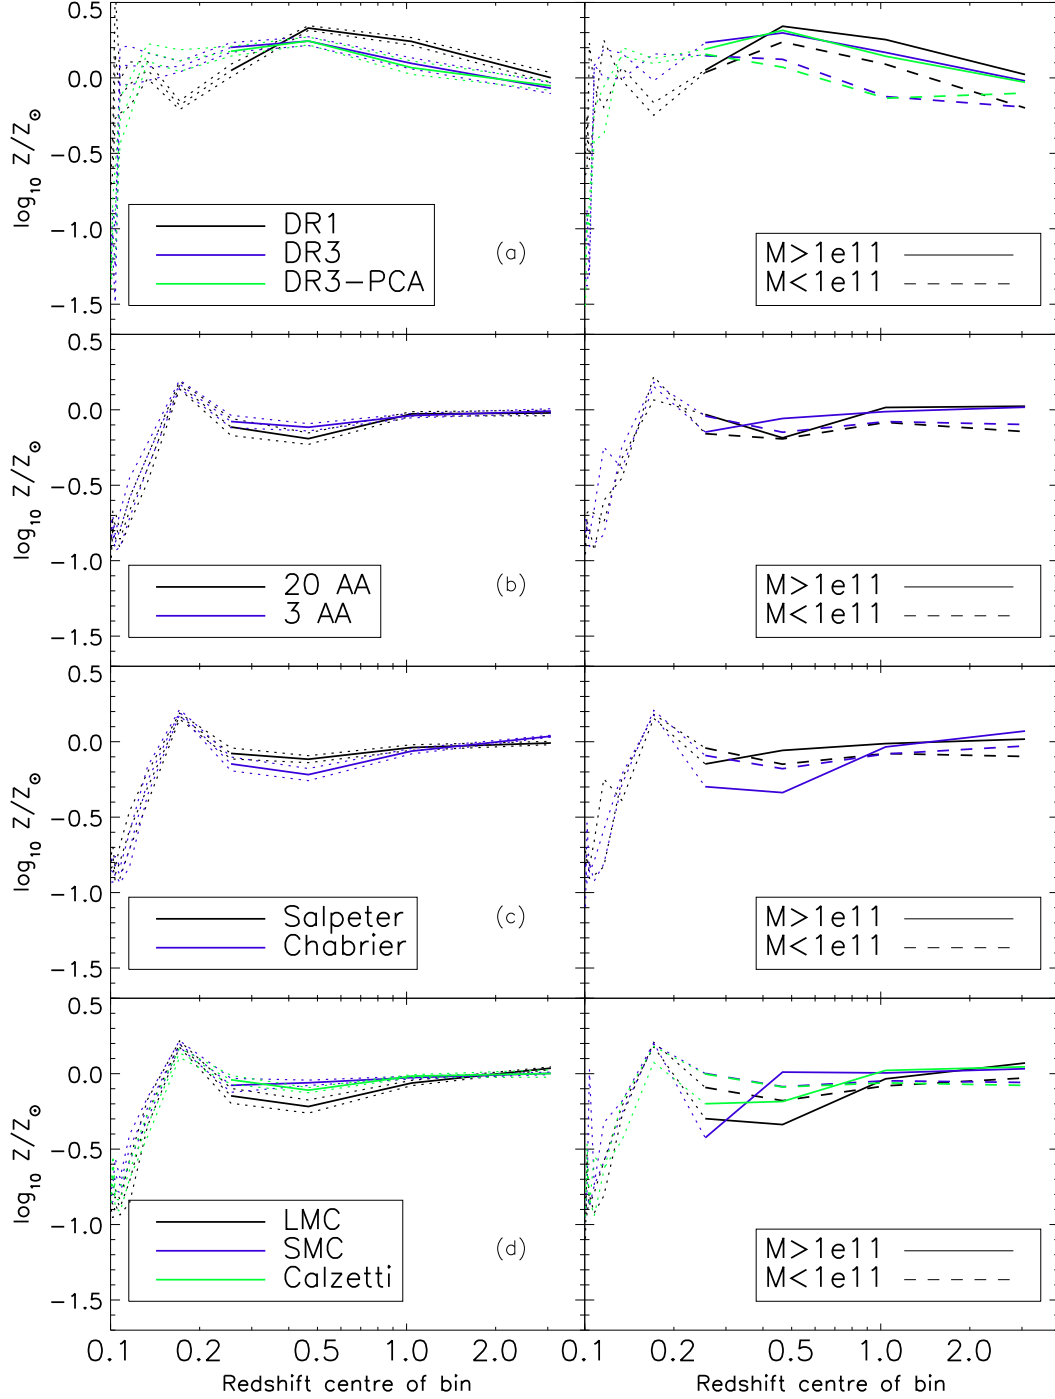 0.5
0.0
−0.5
−1.0
−1.5
log10 Z/Z⊙
DR1
DR3
DR3−PCA
(a)
M>1e11
M<1e11
0.5
0.0
−0.5
−1.0
−1.5
log10 Z/Z⊙
20 AA
3 AA
(b)
M>1e11
M<1e11
0.5
0.0
−0.5
−1.0
−1.5
log10 Z/Z⊙
Salpeter
Chabrier
(c)
M>1e11
M<1e11
0.5
0.0
−0.5
−1.0
−1.5
log10 Z/Z⊙
LMC
SMC
Calzetti
(d)
M>1e11
M<1e11
0.1 0.2 0.5 1.0 2.0 0.1 0.2 0.5 1.0 2.0
Redshift centre of bin Redshift centre of bin